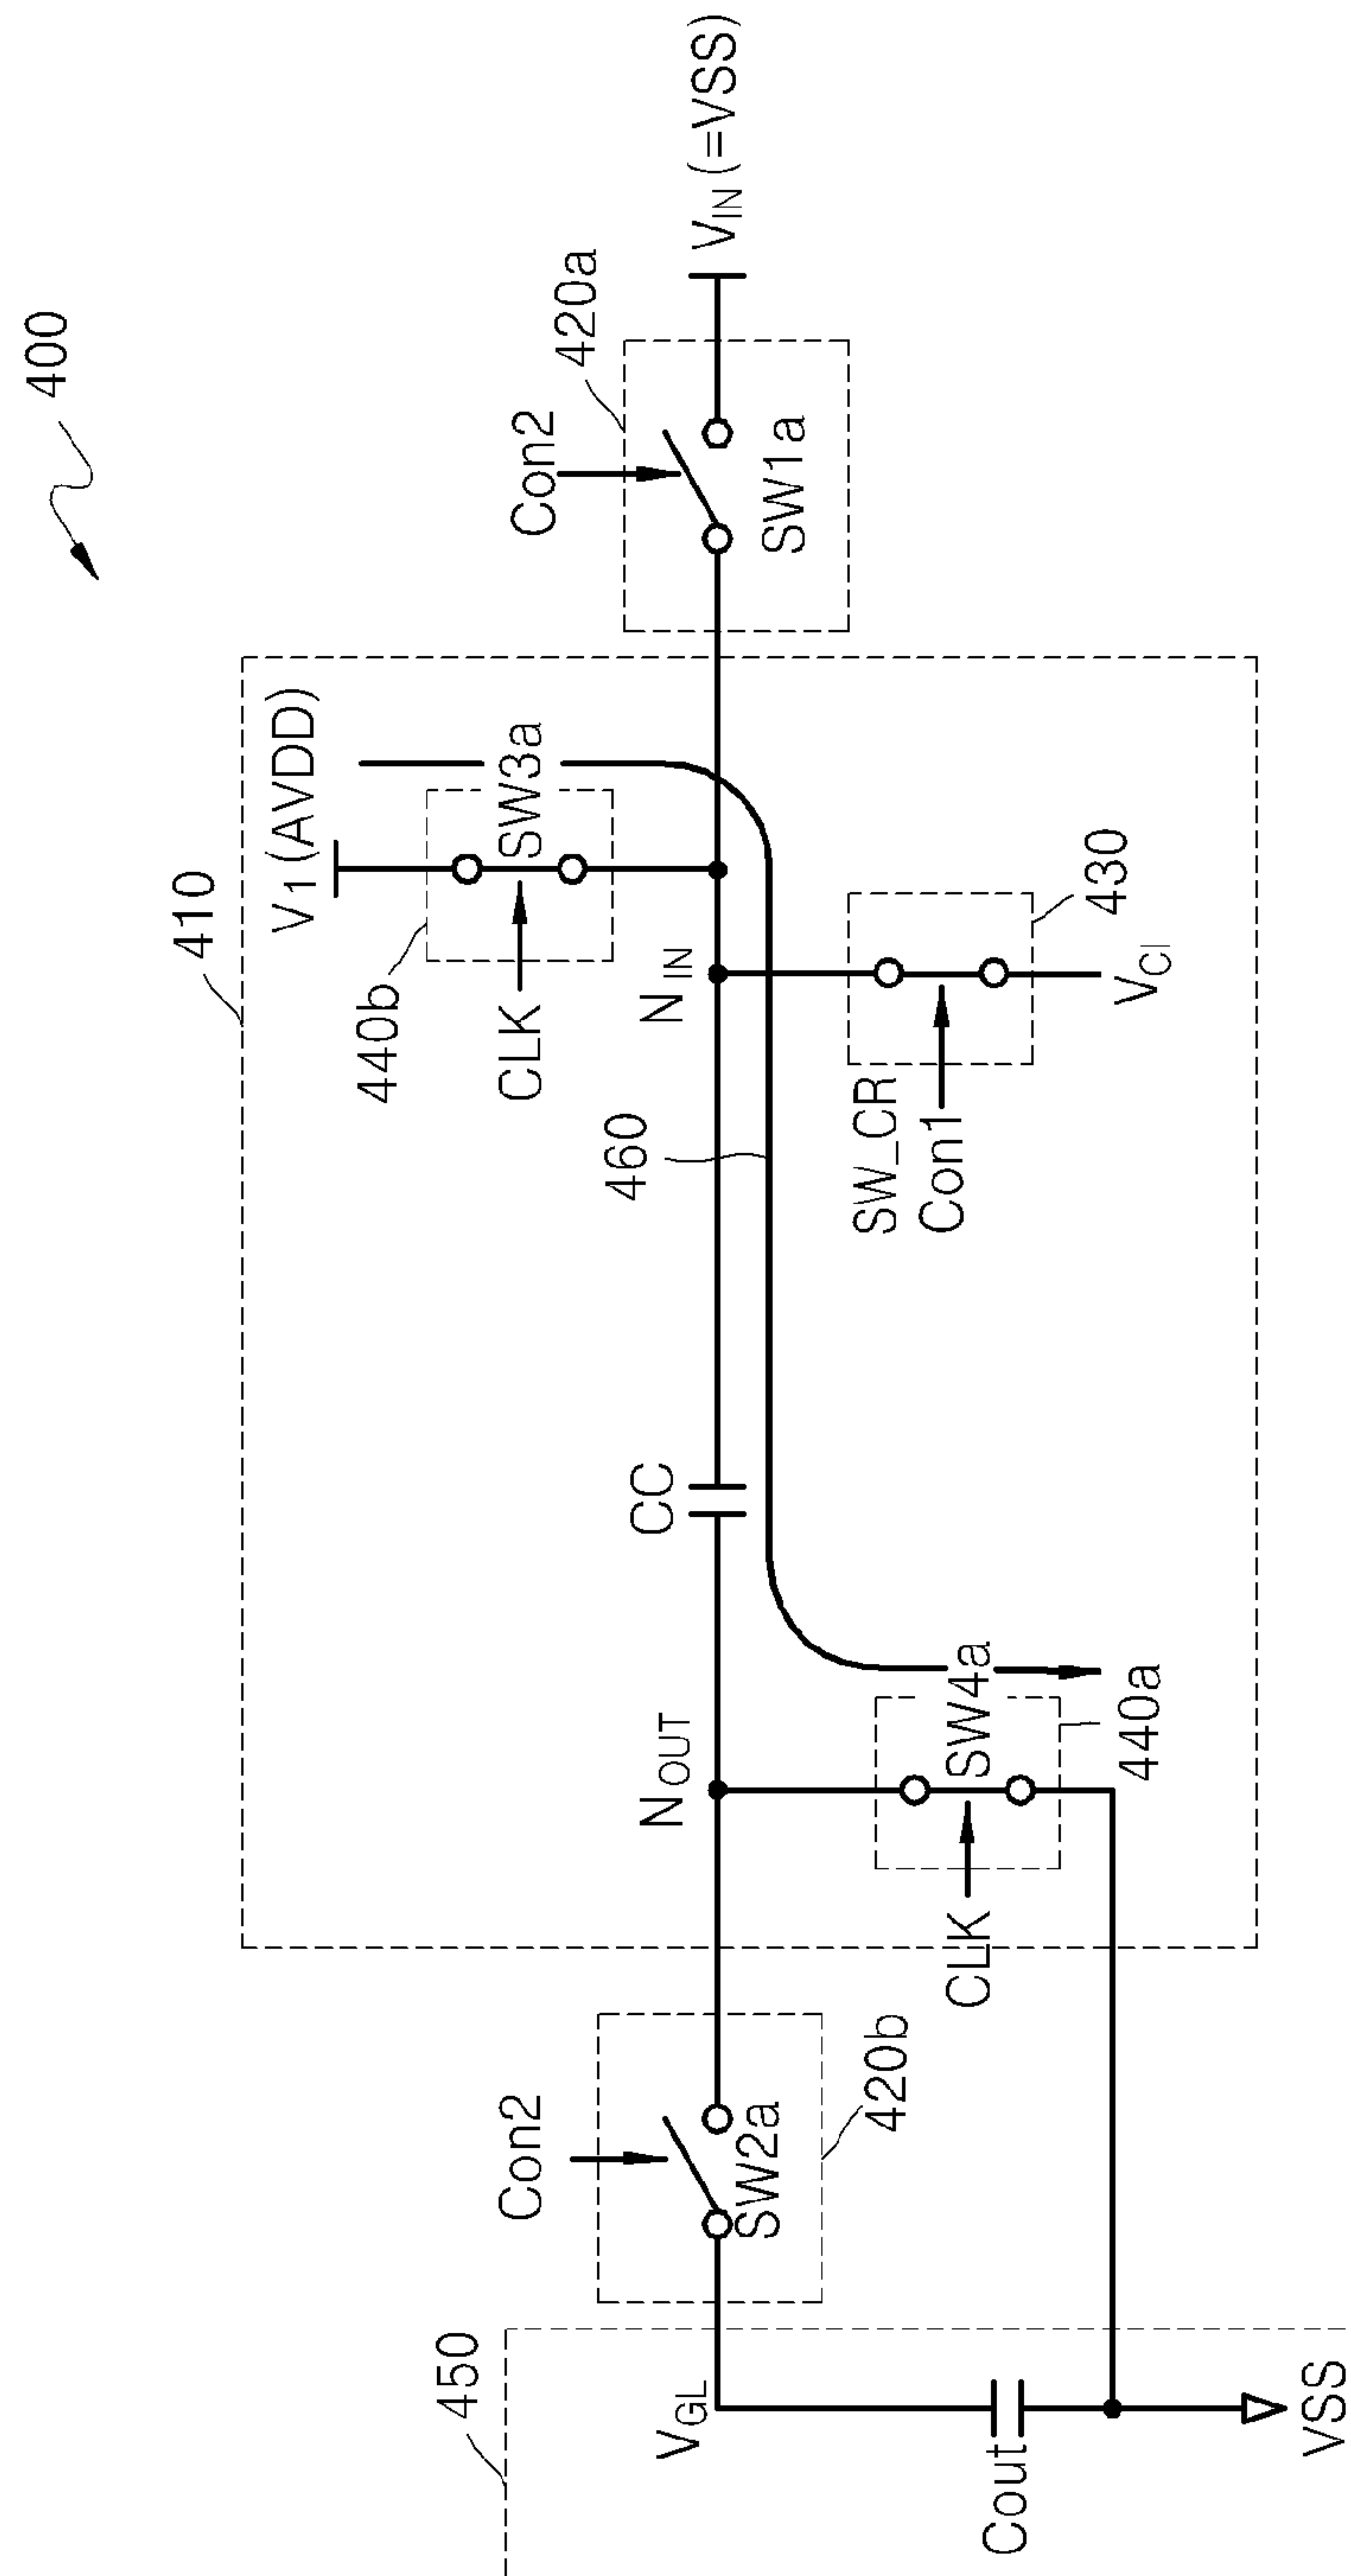 400
410
V1 (AVDD)
440b
SW3a
CLK
NIN
460
CC
NOUT
SW_CR
Con1
430
VCI
Con2
420a
SW1a
VIN (=VSS)
SW4a
440a
CLK
Con2
SW2a
420b
450
VGL
Cout
VSS